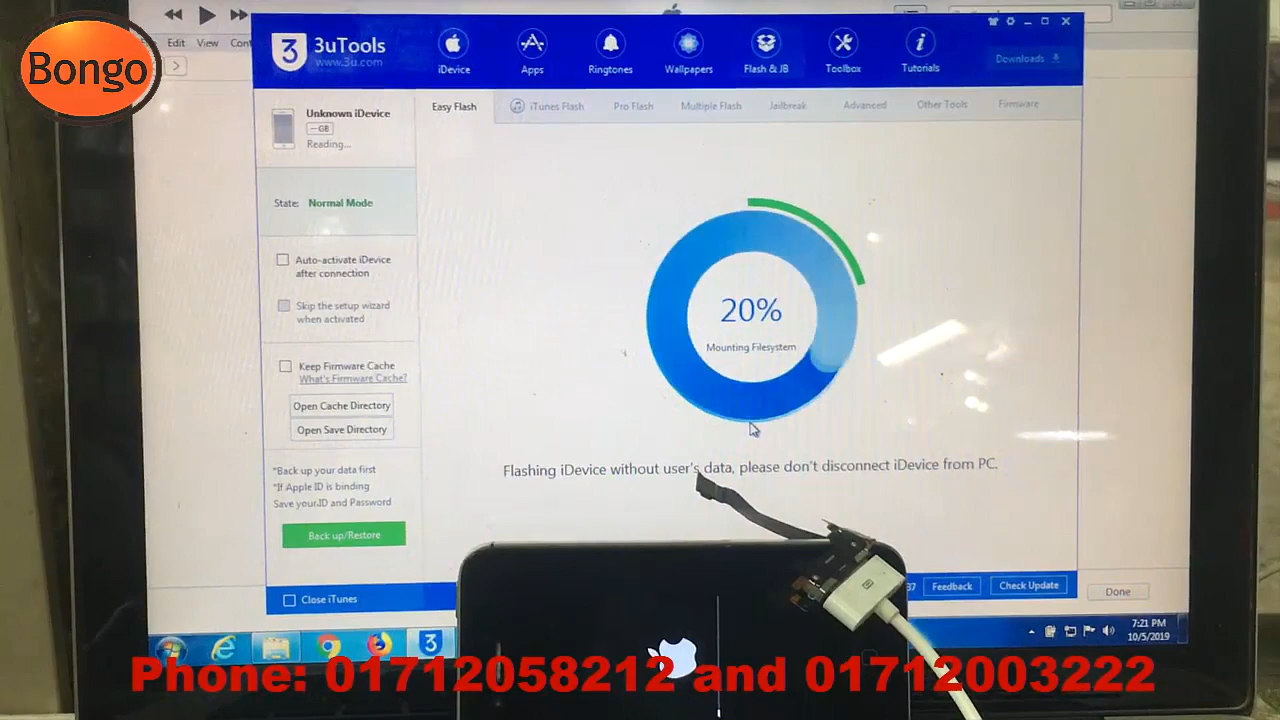 Bongo
Edit View
3uTools
www.3u.com
iDevice
Apps
Ringtones
Wallpapers
Flash & JB
Toolbox
Tutorials
Downloads
Unknown iDevice
-- GB
Reading...
Easy Flash
iTunes Flash
Pro Flash
Multiple Flash
Jailbreak
Advanced
Other Tools
Firmware
State: Normal Mode
Auto-activate iDevice
after connection
Skip the setup wizard
when activated
Keep Firmware Cache
What's Firmware Cache?
Open Cache Directory
Open Save Directory
*Back up your data first
*If Apple ID is binding
Save your ID and Password
Back up/Restore
20%
Mounting Filesystem
Flashing iDevice without user's data, please don't disconnect iDevice from PC.
Close iTunes
Feedback
Check Update
Done
7:21 PM
10/5/2019
Phone: 01712058212 and 01712003222